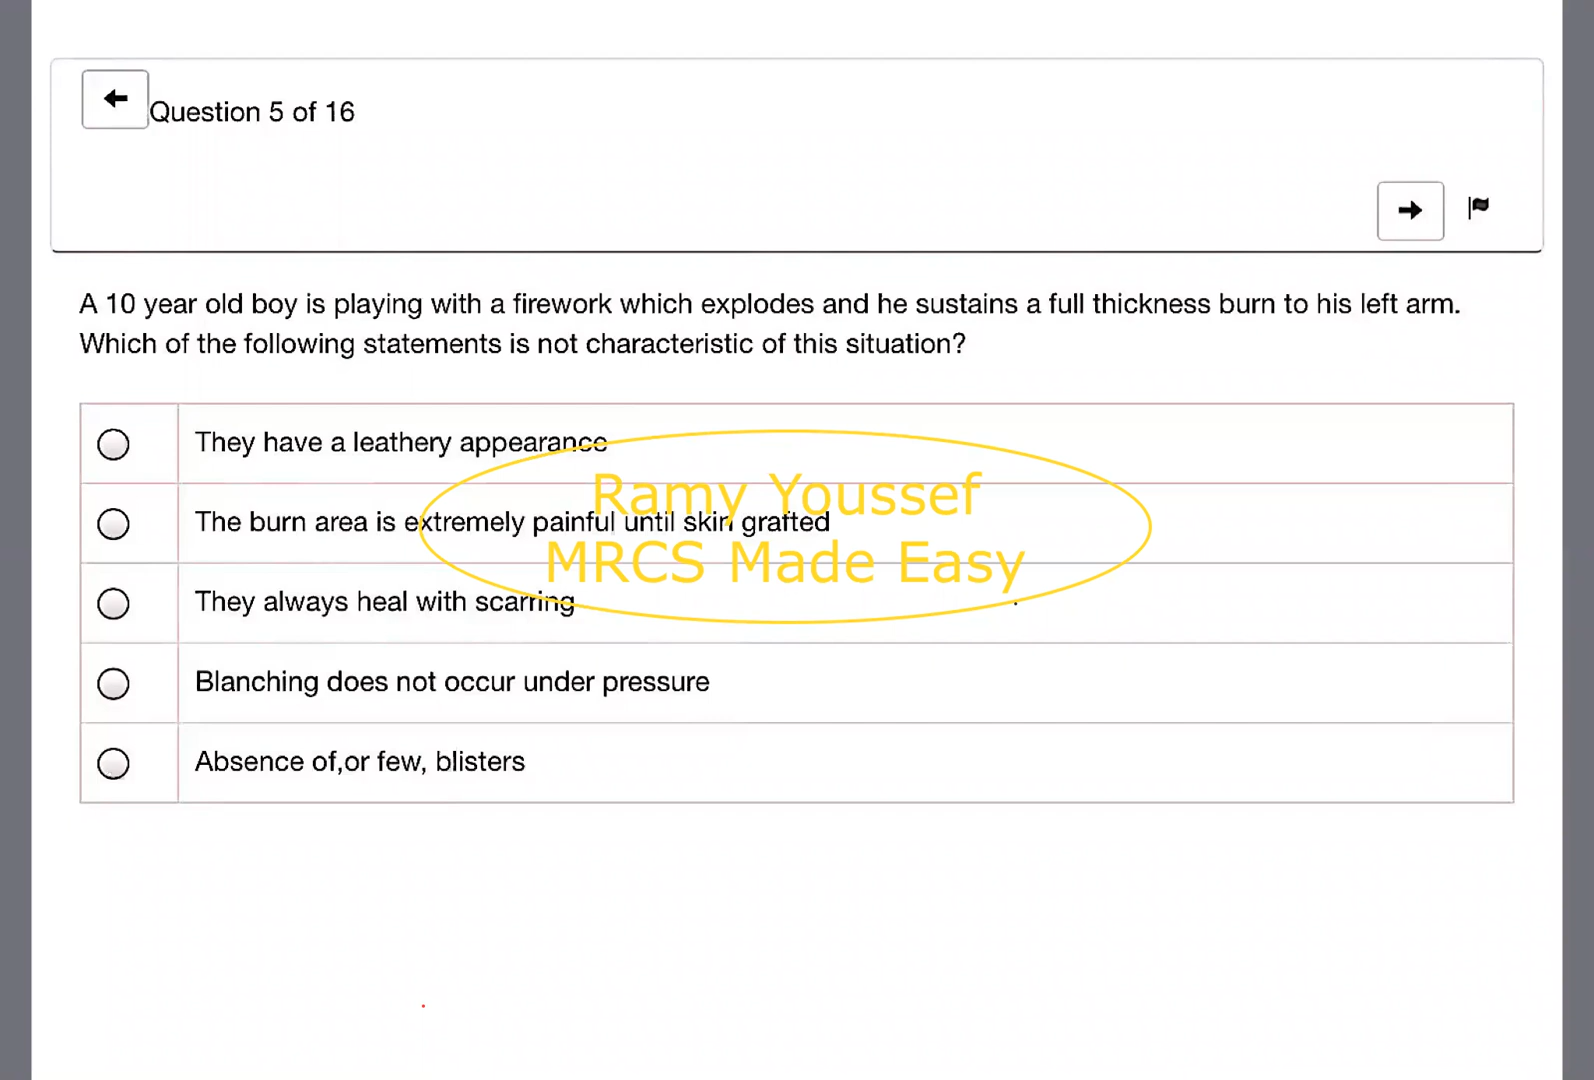 Question 5 of 16
A 10 year old boy is playing with a firework which explodes and he sustains a full thickness burn to his left arm.
Which of the following statements is not characteristic of this situation?
They have a leathery appearance
Ramy Youssef
The burn area is extremely painful until skin grafted
MRCS Made Easy
They always heal with scarring
Blanching does not occur under pressure
Absence of,or few, blisters